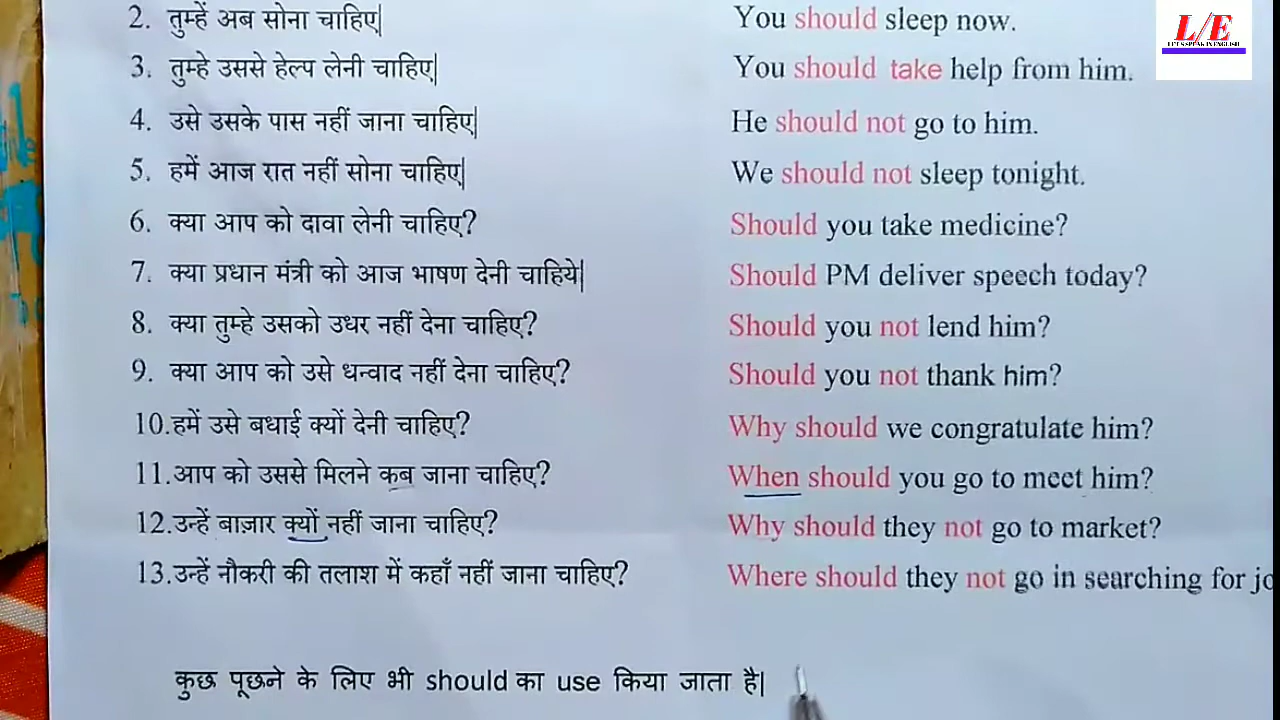 2. तुम्हें अब सोना चाहिए| You should sleep now.
3. तुम्हे उससे हेल्प लेनी चाहिए| You should take help from him.
4. उसे उसके पास नहीं जाना चाहिए| He should not go to him.
5. हमें आज रात नहीं सोना चाहिए| We should not sleep tonight.
6. क्या आप को दावा लेनी चाहिए? Should you take medicine?
7. क्या प्रधान मंत्री को आज भाषण देनी चाहिये| Should PM deliver speech today?
8. क्या तुम्हे उसको उधर नहीं देना चाहिए? Should you not lend him?
9. क्या आप को उसे धन्वाद नहीं देना चाहिए? Should you not thank him?
10.हमें उसे बधाई क्यों देनी चाहिए? Why should we congratulate him?
11.आप को उससे मिलने कब जाना चाहिए? When should you go to meet him?
12.उन्हें बाज़ार क्यों नहीं जाना चाहिए? Why should they not go to market?
13.उन्हें नौकरी की तलाश में कहाँ नहीं जाना चाहिए? Where should they not go in searching for jo
कुछ पूछने के लिए भी should का use किया जाता है|
L/E
LET'S SPEAK IN ENGLISH